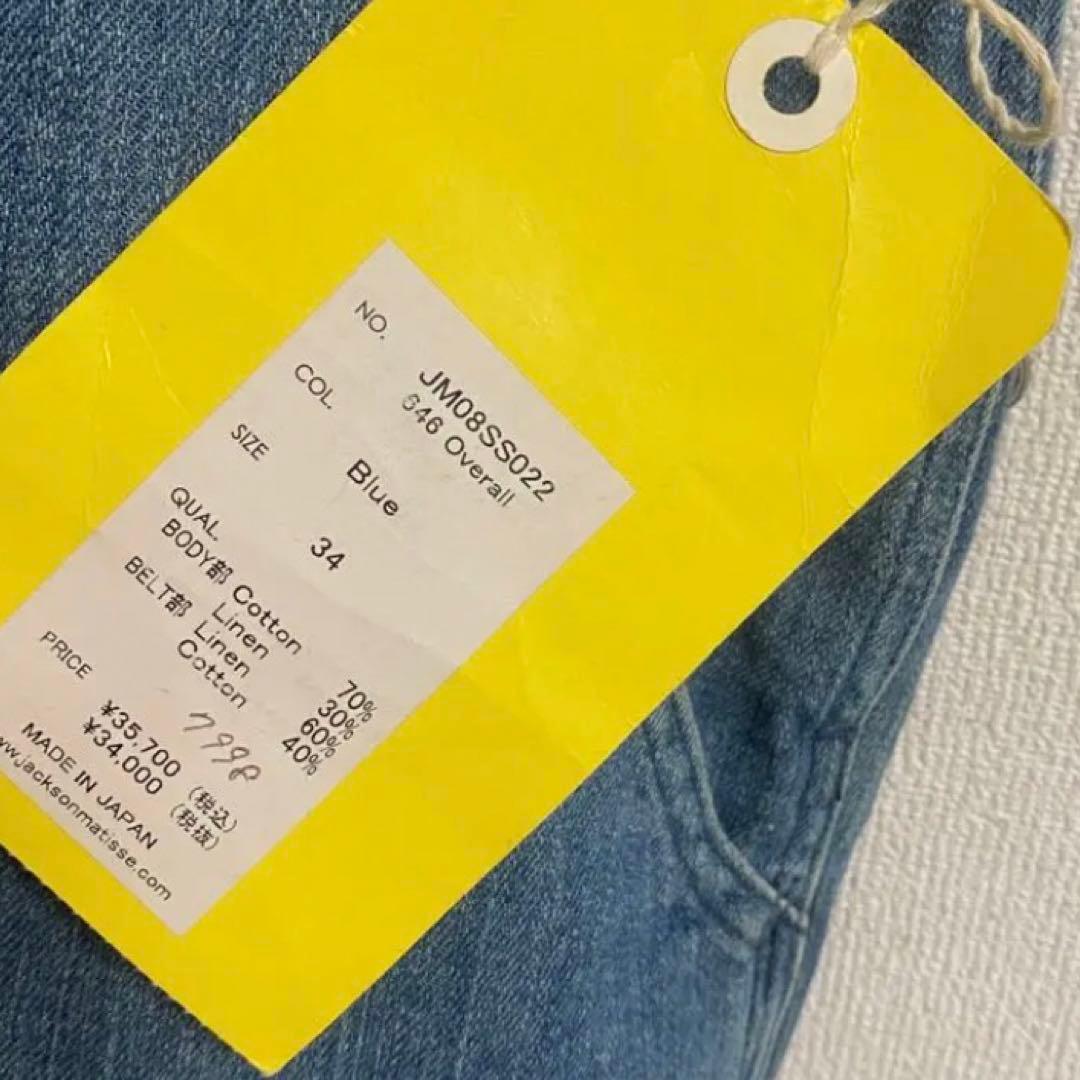 NO. JM08SS022
646 Overall
COL. Blue
SIZE 34
QUAL
BODY部 Cotton 70%
Linen 30%
BELT部 Linen 60%
Cotton 40%
7998
PRICE ¥35,700 (税込)
¥34,000 (税抜)
MADE IN JAPAN
www.jacksonmatisse.com